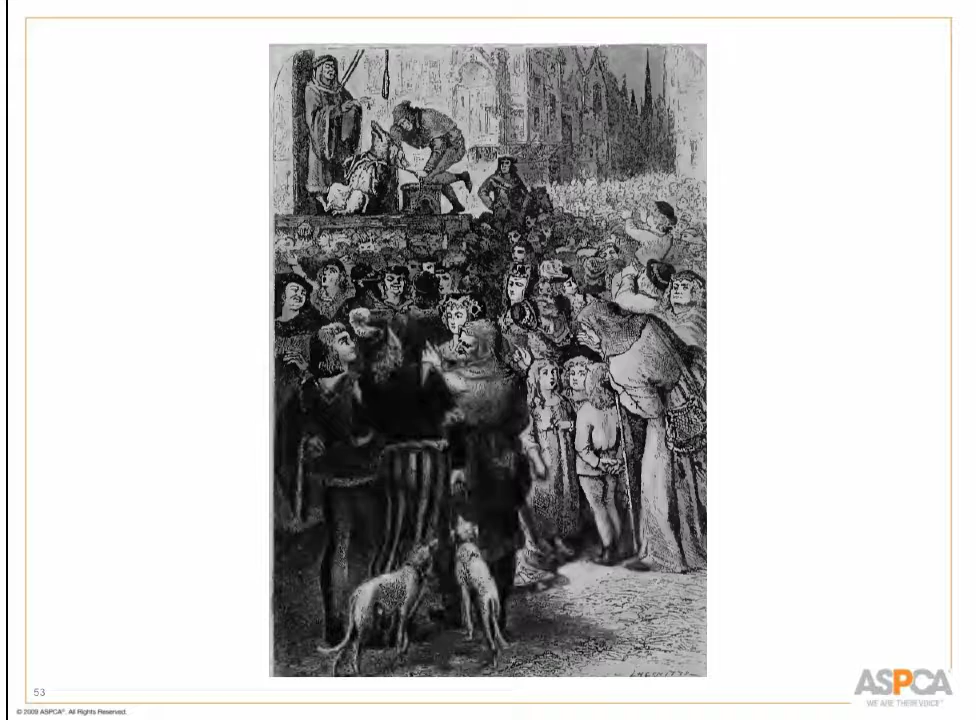 53
© 2009 ASPCA®. All Rights Reserved.
ASPCA
WE ARE THEIR VOICE™